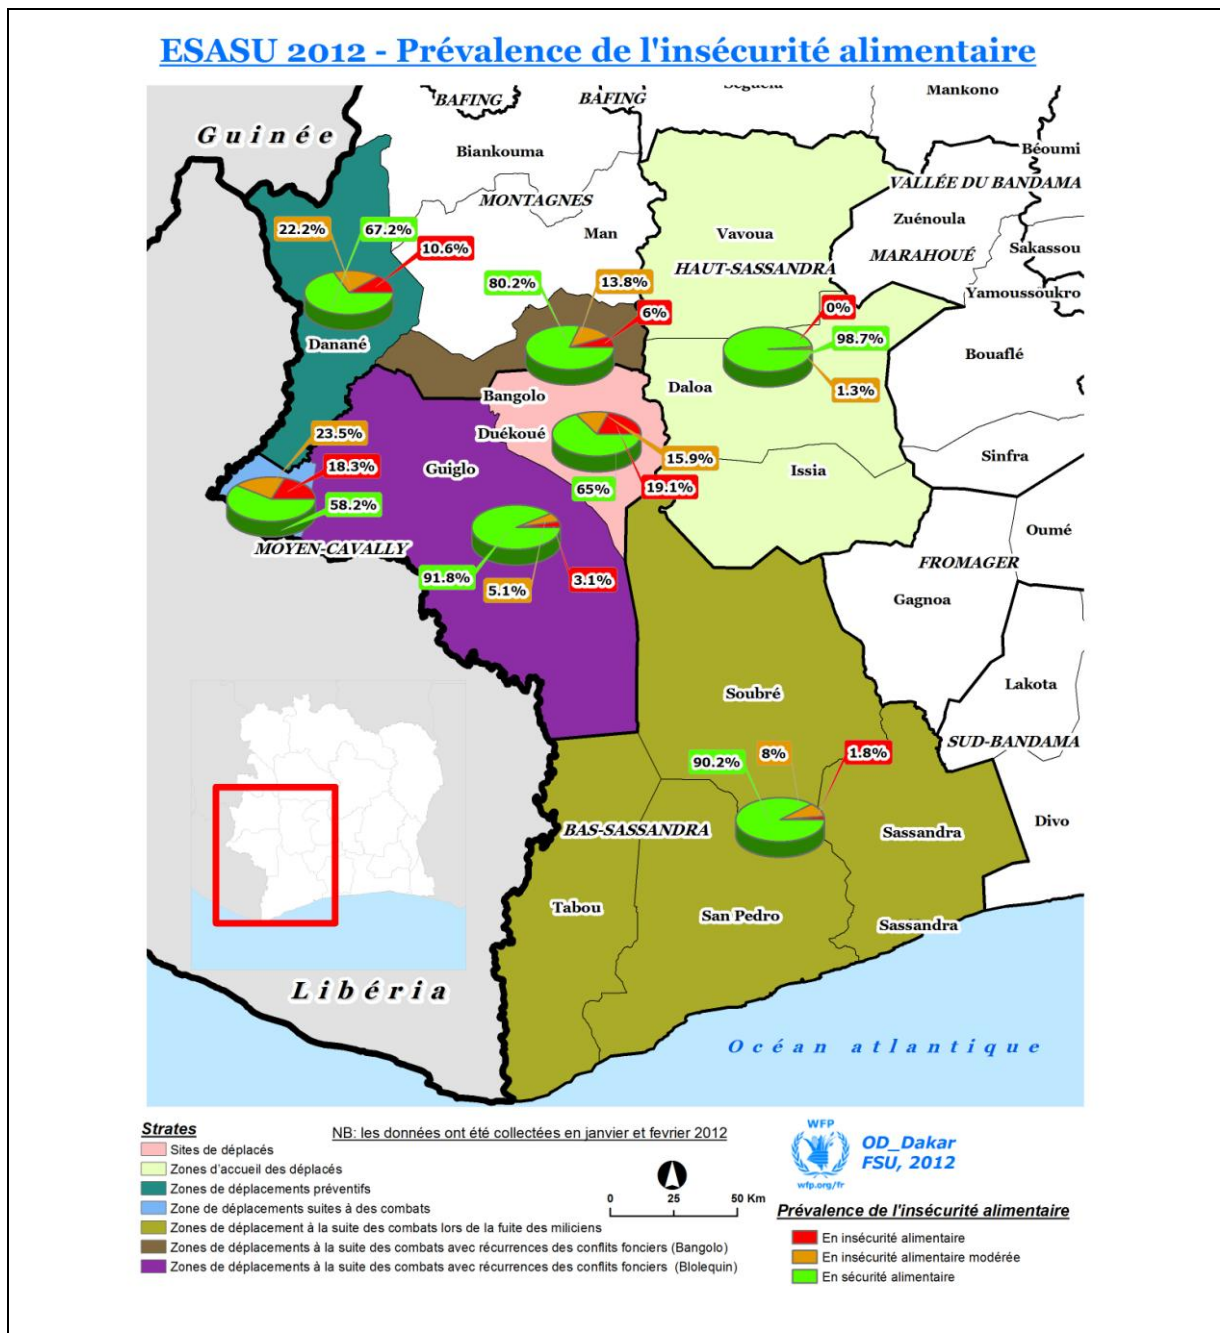 ESASU 2012 - Prévalence de l'insécurité alimentaire
BAFING
BAFING
Séguéla
Mankono
Guinée
Biankouma
Béoumi
MONTAGNES
VALLÉE DU BANDAMA
Zuénoula
Man
Vavoua
Sakassou
MARAHOUÉ
HAUT-SASSANDRA
Yamoussoukro
22.2%
67.2%
10.6%
80.2%
13.8%
6%
0%
98.7%
1.3%
Danané
Bouaflé
Daloa
Bangolo
Duékoué
23.5%
18.3%
58.2%
Guiglo
15.9%
19.1%
65%
Issia
Sinfra
Oumé
MOYEN-CAVALLY
FROMAGER
91.8%
5.1%
3.1%
Gagnoa
Soubré
Lakota
SUD-BANDAMA
90.2%
8%
1.8%
BAS-SASSANDRA
Sassandra
Divo
Tabou
San Pedro
Sassandra
Libéria
Océan atlantique
Strates
Sites de déplacés
Zones d'accueil des déplacés
Zones de déplacements préventifs
Zone de déplacements suites à des combats
Zones de déplacement à la suite des combats lors de la fuite des miliciens
Zones de déplacements à la suite des combats avec récurrences des conflits fonciers (Bangolo)
Zones de déplacements à la suite des combats avec récurrences des conflits fonciers (Blolequin)
NB: les données ont été collectées en janvier et fevrier 2012
0 25 50 Km
WFP
wfp.org/fr
OD_Dakar
FSU, 2012
Prévalence de l'insécurité alimentaire
En insécurité alimentaire
En insécurité alimentaire modérée
En sécurité alimentaire